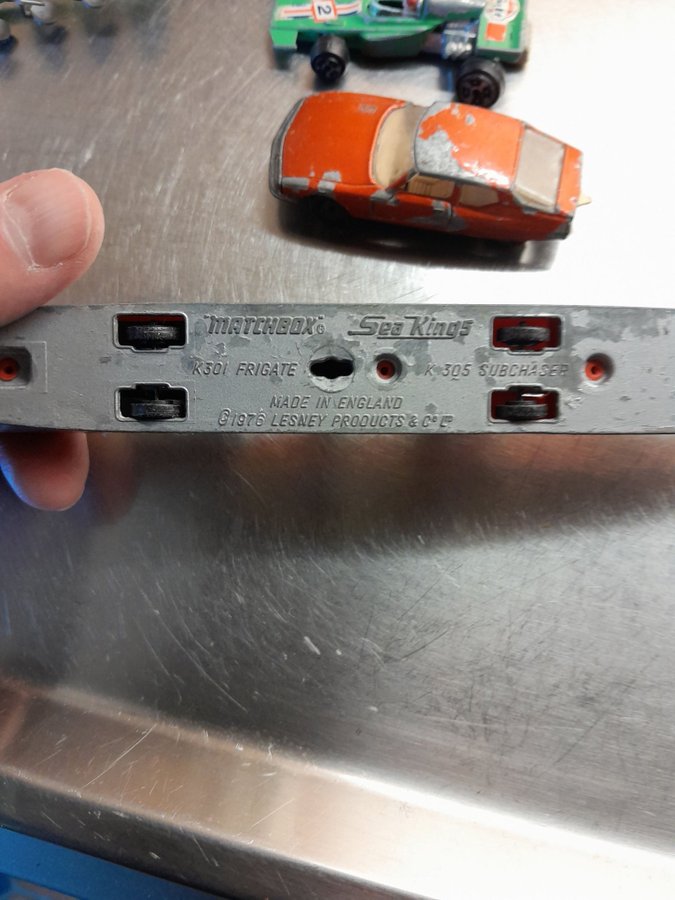 2
MATCHBOX® Sea Kings
K301 FRIGATE K 305 SUBCHASER
MADE IN ENGLAND
©1976 LESNEY PRODUCTS & Cº Lᵀᴰ